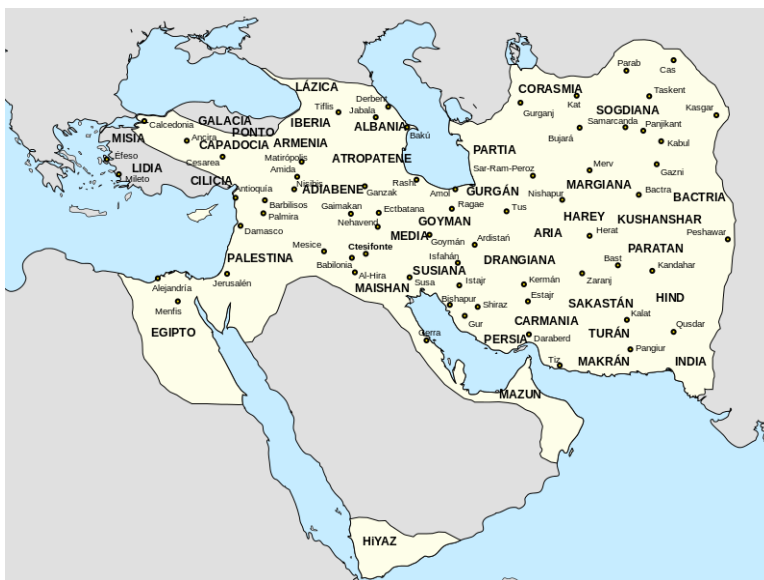 Parab
Cas
LÁZICA
CORASMIA
Taskent
Derbent
Kat
Tiflis
Jabala
Gurganj
SOGDIANA
Kasgar
GALACIA
IBERIA
ALBANIA
Samarcanda
Panjikant
Calcedonia
PONTO
Bakú
Bujará
MISIA
Ancira
CAPADOCIA
ARMENIA
Kabul
PARTIA
Éfeso
Cesarea
Matirópolis
ATROPATENE
Merv
Gazni
LIDIA
Amida
Sar-Ram-Peroz
Mileto
CILICIA
Nisibis
Rasht
MARGIANA
Antioquía
ADIABENE
Ganzak
Amol
GURGÁN
Nishapur
Bactra
BACTRIA
Barbilisos
Gaimakan
Ectbatana
Ragae
Tus
Palmira
Nehavend
GOYMAN
HAREY
KUSHANSHAR
Damasco
MEDIA
Goymán
Ardistán
ARIA
Herat
Peshawar
Mesice
Ctesifonte
PARATAN
PALESTINA
Babilonia
Isfahán
DRANGIANA
Bast
Kandahar
Jerusalén
Al-Hira
SUSIANA
Alejandría
MAISHAN
Susa
Istajr
Kermán
Zaranj
Menfis
Bishapur
Shiraz
Estajr
SAKASTÁN
HIND
EGIPTO
Gur
CARMANIA
Kalat
Gerra
PERSIA
Daraberd
TURÁN
Qusdar
Tiz
MAKRÁN
Pangiur
INDIA
MAZUN
HiYAZ